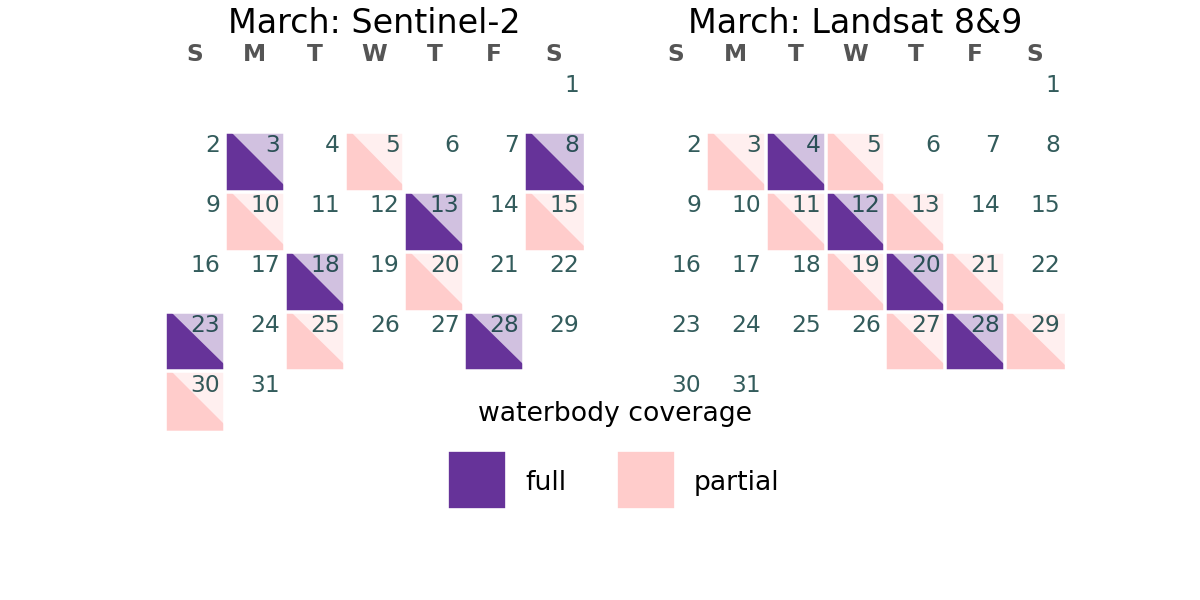 March: Sentinel-2
S M T W T F S
1
2 3 4 5 6 7 8
9 10 11 12 13 14 15
16 17 18 19 20 21 22
23 24 25 26 27 28 29
30 31
March: Landsat 8&9
S M T W T F S
1
2 3 4 5 6 7 8
9 10 11 12 13 14 15
16 17 18 19 20 21 22
23 24 25 26 27 28 29
30 31
waterbody coverage
full partial